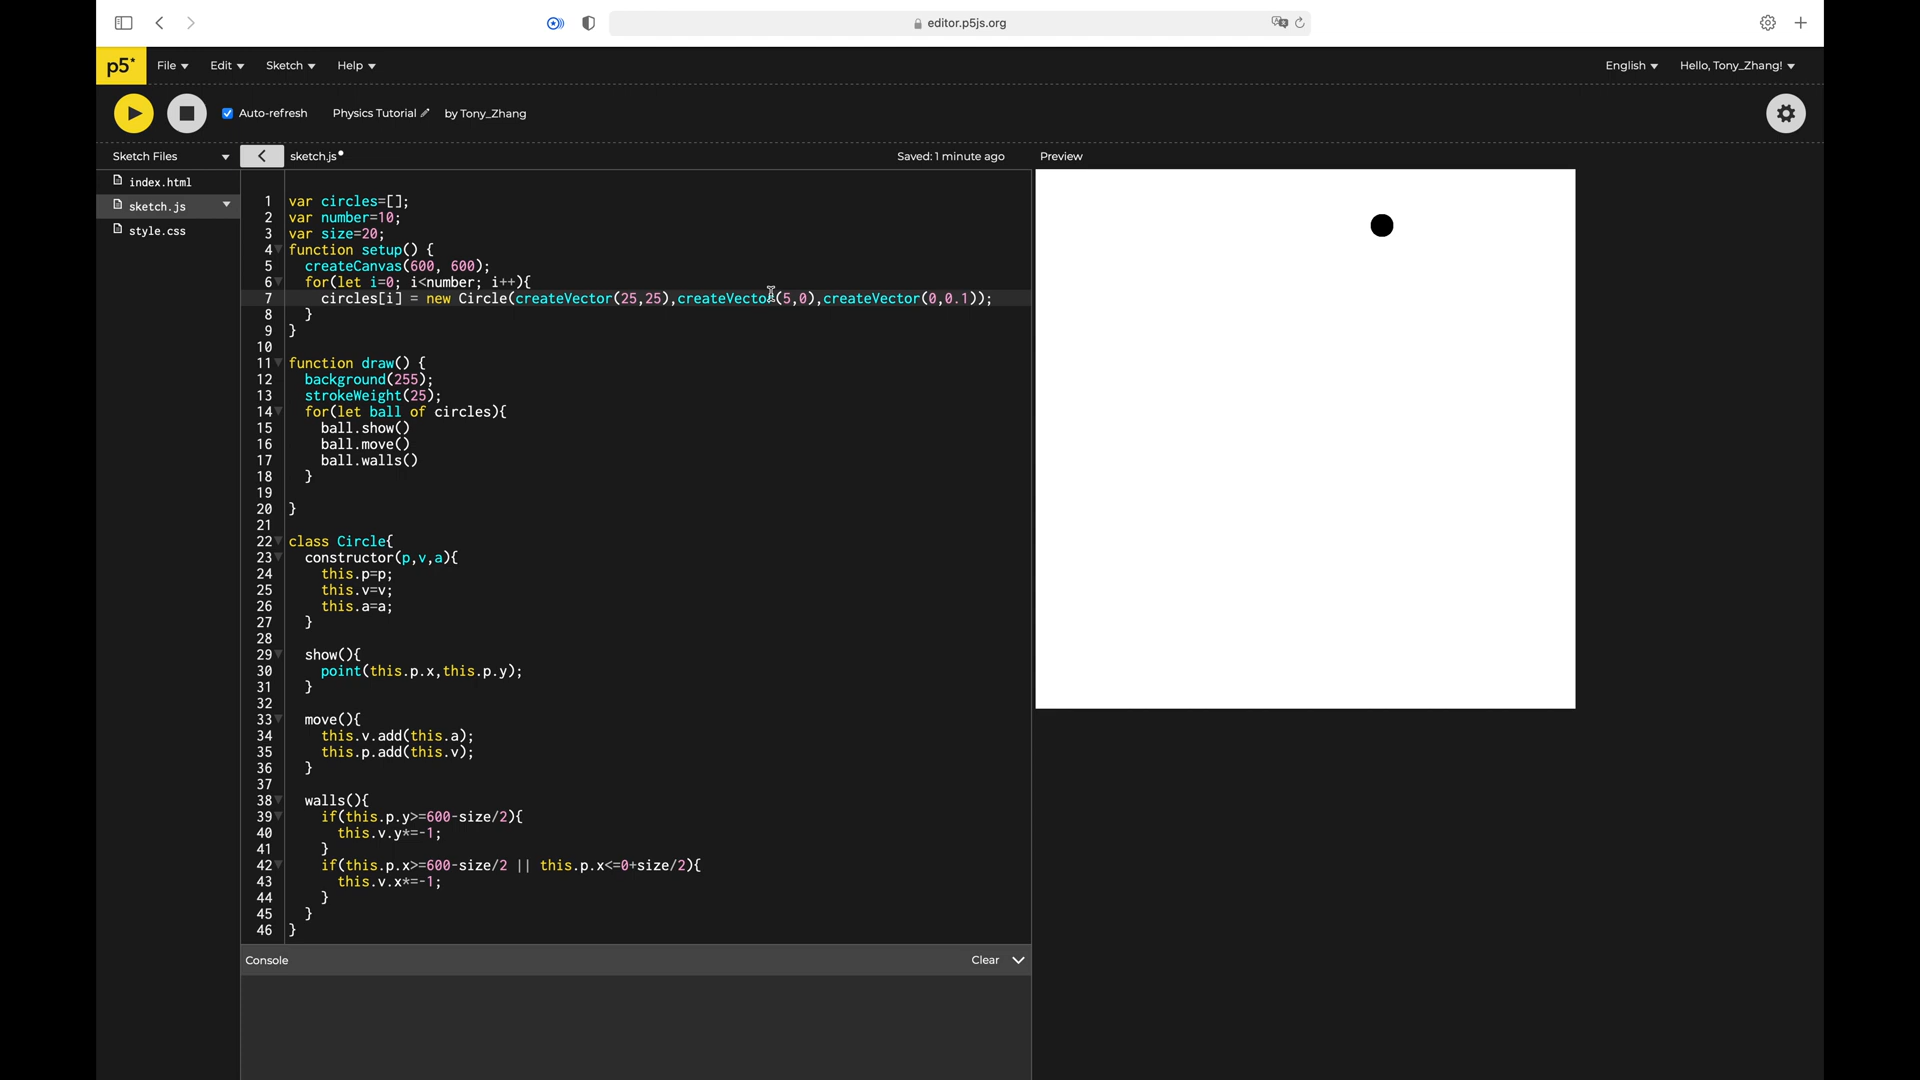 editor.p5js.org
p5*
File
Edit
Sketch
Help
English
Hello, Tony_Zhang!
Auto-refresh
Physics Tutorial
by Tony_Zhang
Sketch Files
sketch.js
Saved: 1 minute ago
Preview
index.html
sketch.js
style.css
1 var circles=[];
2 var number=10;
3 var size=20;
4 function setup() {
5 createCanvas(600, 600);
6 for(let i=0; i<number; i++){
7 circles[i] = new Circle(createVector(25,25),createVector(5,0),createVector(0,0.1));
8 }
9 }
10
11 function draw() {
12 background(255);
13 strokeWeight(25);
14 for(let ball of circles){
15 ball.show()
16 ball.move()
17 ball.walls()
18 }
19
20 }
21
22 class Circle{
23 constructor(p,v,a){
24 this.p=p;
25 this.v=v;
26 this.a=a;
27 }
28
29 show(){
30 point(this.p.x,this.p.y);
31 }
32
33 move(){
34 this.v.add(this.a);
35 this.p.add(this.v);
36 }
37
38 walls(){
39 if(this.p.y>=600-size/2){
40 this.v.y*=-1;
41 }
42 if(this.p.x>=600-size/2 || this.p.x<=0+size/2){
43 this.v.x*=-1;
44 }
45 }
46 }
Console
Clear